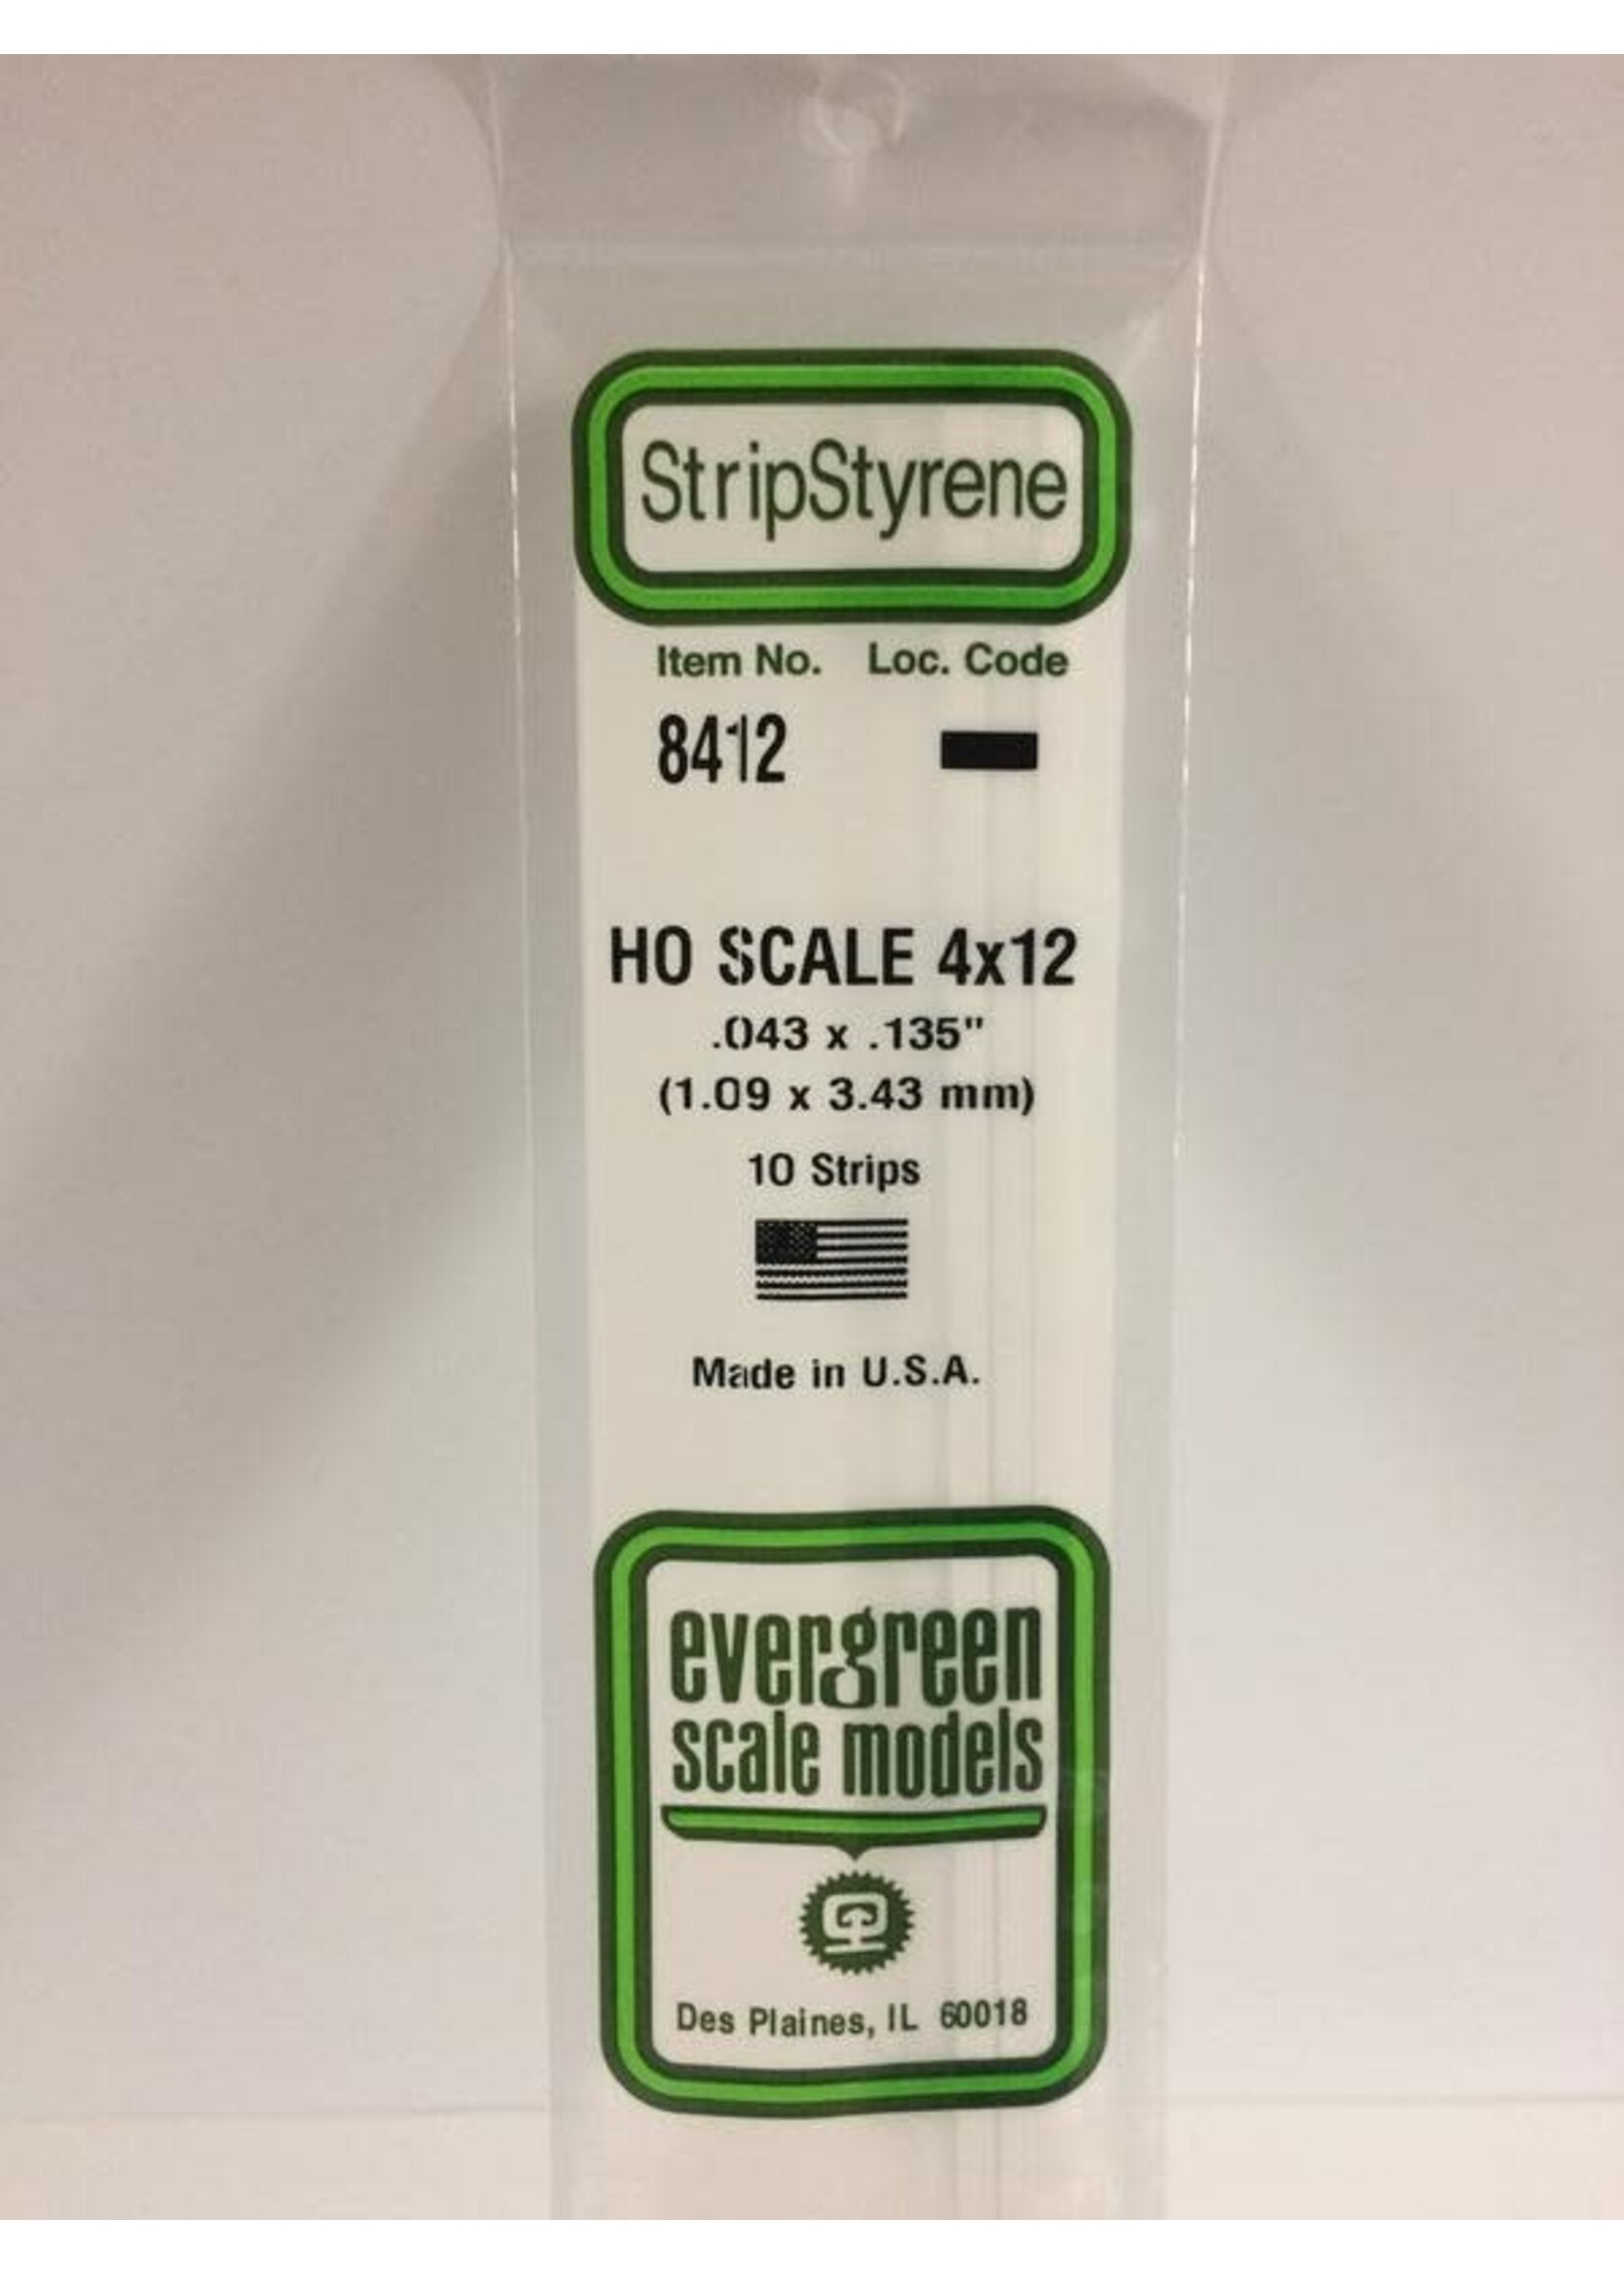 StripStyrene
Item No. Loc. Code
8412
HO SCALE 4x12
.043 x .135"
(1.09 x 3.43 mm)
10 Strips
Made in U.S.A.
evergreen
scale models
Des Plaines, IL 60018